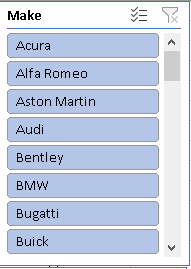 Make
Acura
Alfa Romeo
Aston Martin
Audi
Bentley
BMW
Bugatti
Buick